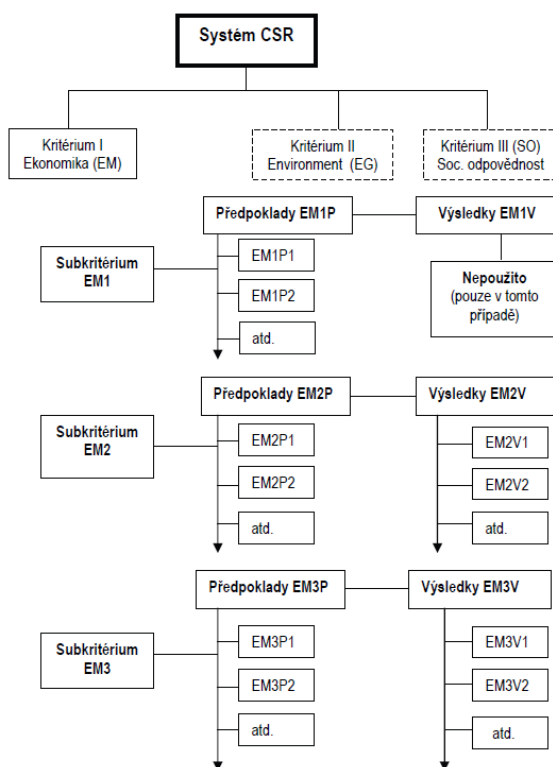 Systém CSR
Kritérium I
Ekonomika (EM)
Kritérium II
Environment (EG)
Kritérium III (SO)
Soc. odpovědnost
Předpoklady EM1P
Výsledky EM1V
Subkritérium
EM1
EM1P1
EM1P2
atd.
Nepoužito
(pouze v tomto
případě)
Předpoklady EM2P
Výsledky EM2V
Subkritérium
EM2
EM2P1
EM2P2
atd.
EM2V1
EM2V2
atd.
Předpoklady EM3P
Výsledky EM3V
Subkritérium
EM3
EM3P1
EM3P2
atd.
EM3V1
EM3V2
atd.